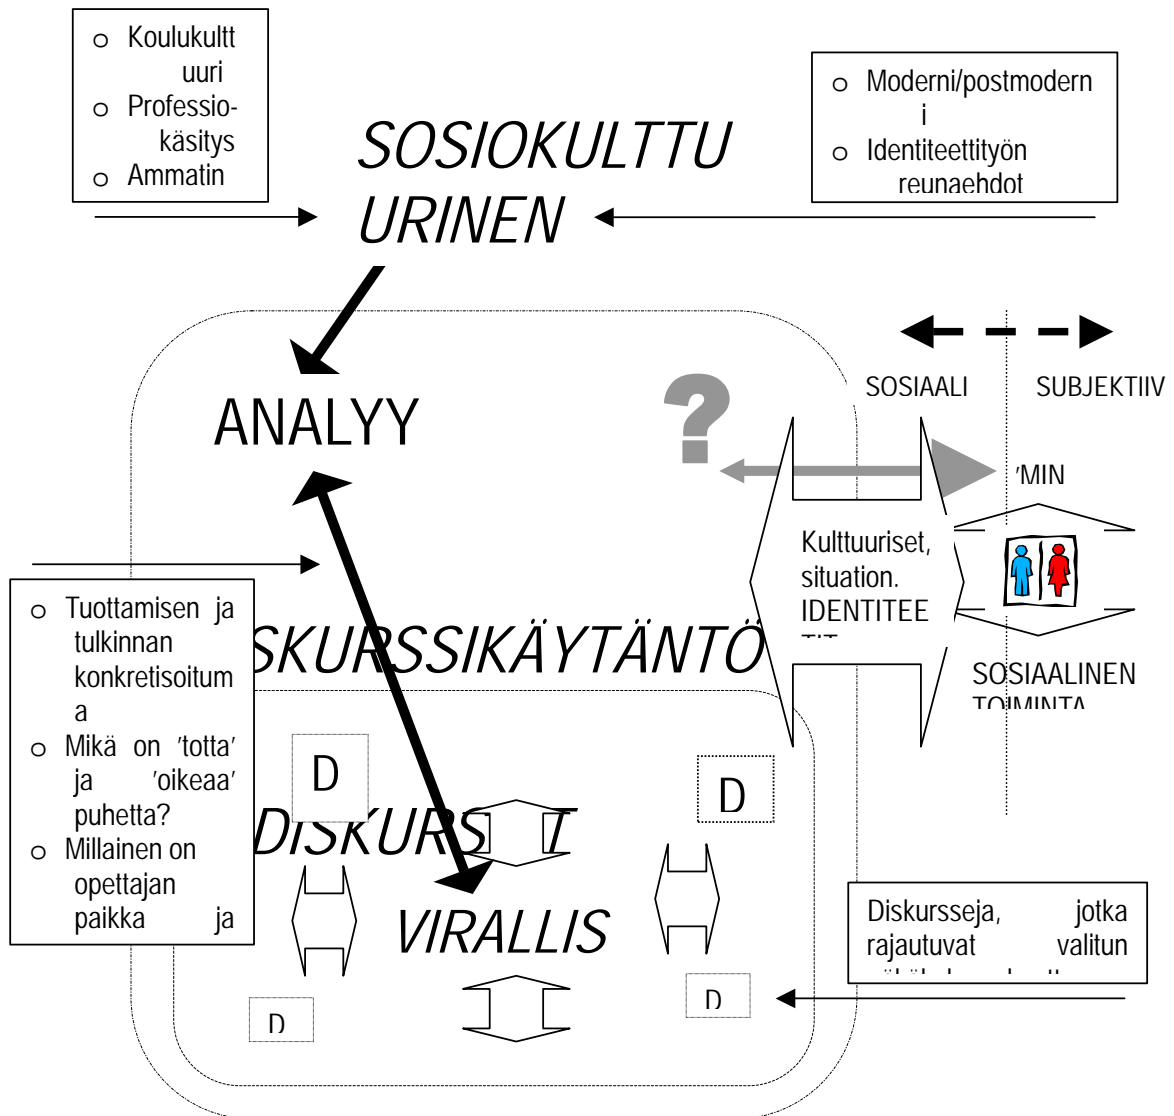 o Koulukultt
uuri
o Professio-
käsitys
o Ammatin
o Moderni/postmodern
i
o Identiteettityön
reunaehdot
SOSIOKULTTU
URINEN
SOSIAALI
SUBJEKTIIV
ANALYY
?
'MIN
Kulttuuriset,
situation.
IDENTITEE
SOSIAALINEN
TOIMINTA
o Tuottamisen ja
tulkinnan
konkretisoitum
a
o Mikä on 'totta'
ja 'oikeaa'
puhetta?
o Millainen on
opettajan
paikka ja
SKURSSIKÄYTÄNTÖ
D
D
DISKURS T
VIRALLIS
Diskursseja, jotka
rajautuvat valitun
D
D